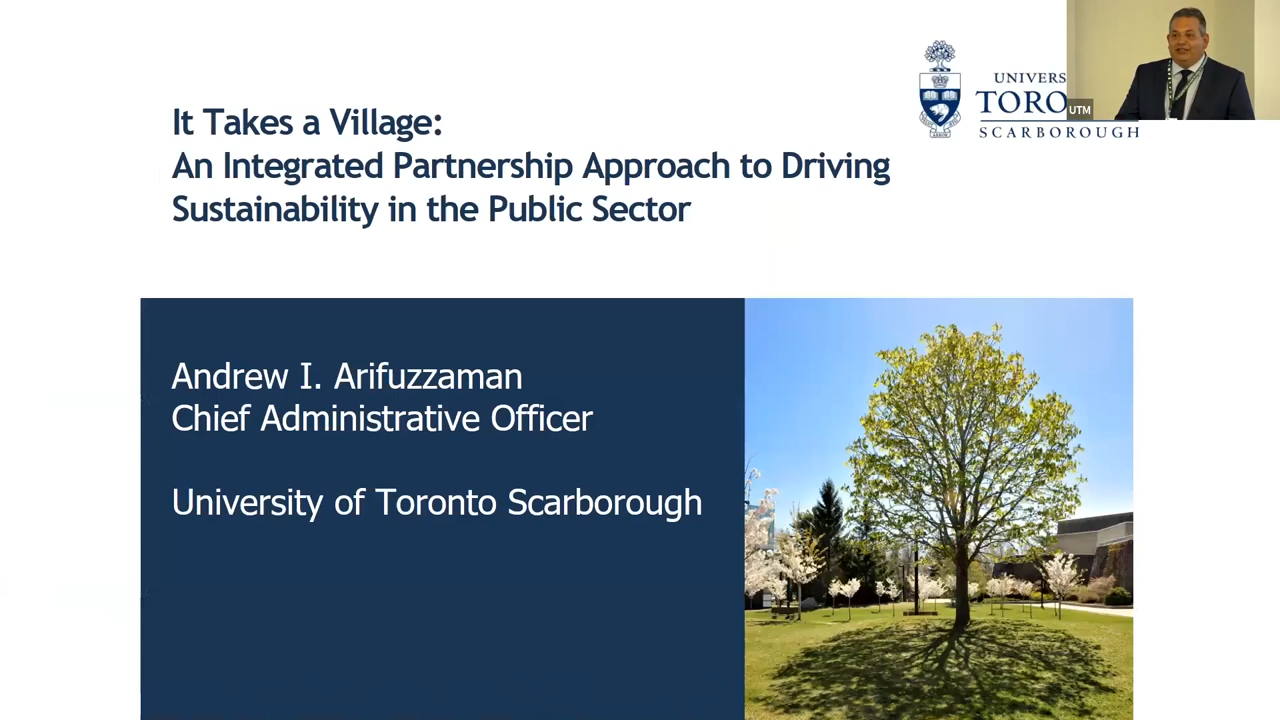 It Takes a Village:
An Integrated Partnership Approach to Driving
Sustainability in the Public Sector
UNIVERS
TORO
SCARBOROUGH
UTM
Andrew I. Arifuzzaman
Chief Administrative Officer
University of Toronto Scarborough